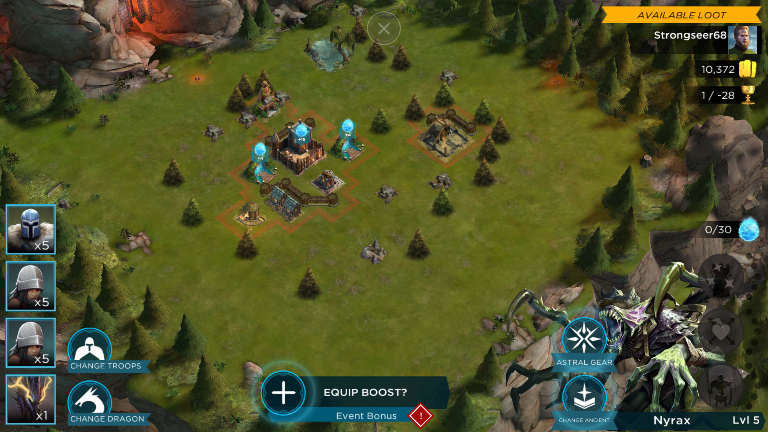 AVAILABLE LOOT
Strongseer68
10,372
1 / -28
0/30
x5
x5
x5
x1
CHANGE TROOPS
CHANGE DRAGON
EQUIP BOOST?
Event Bonus
ASTRAL GEAR
CHANGE ANCIENT
Nyrax Lvl 5